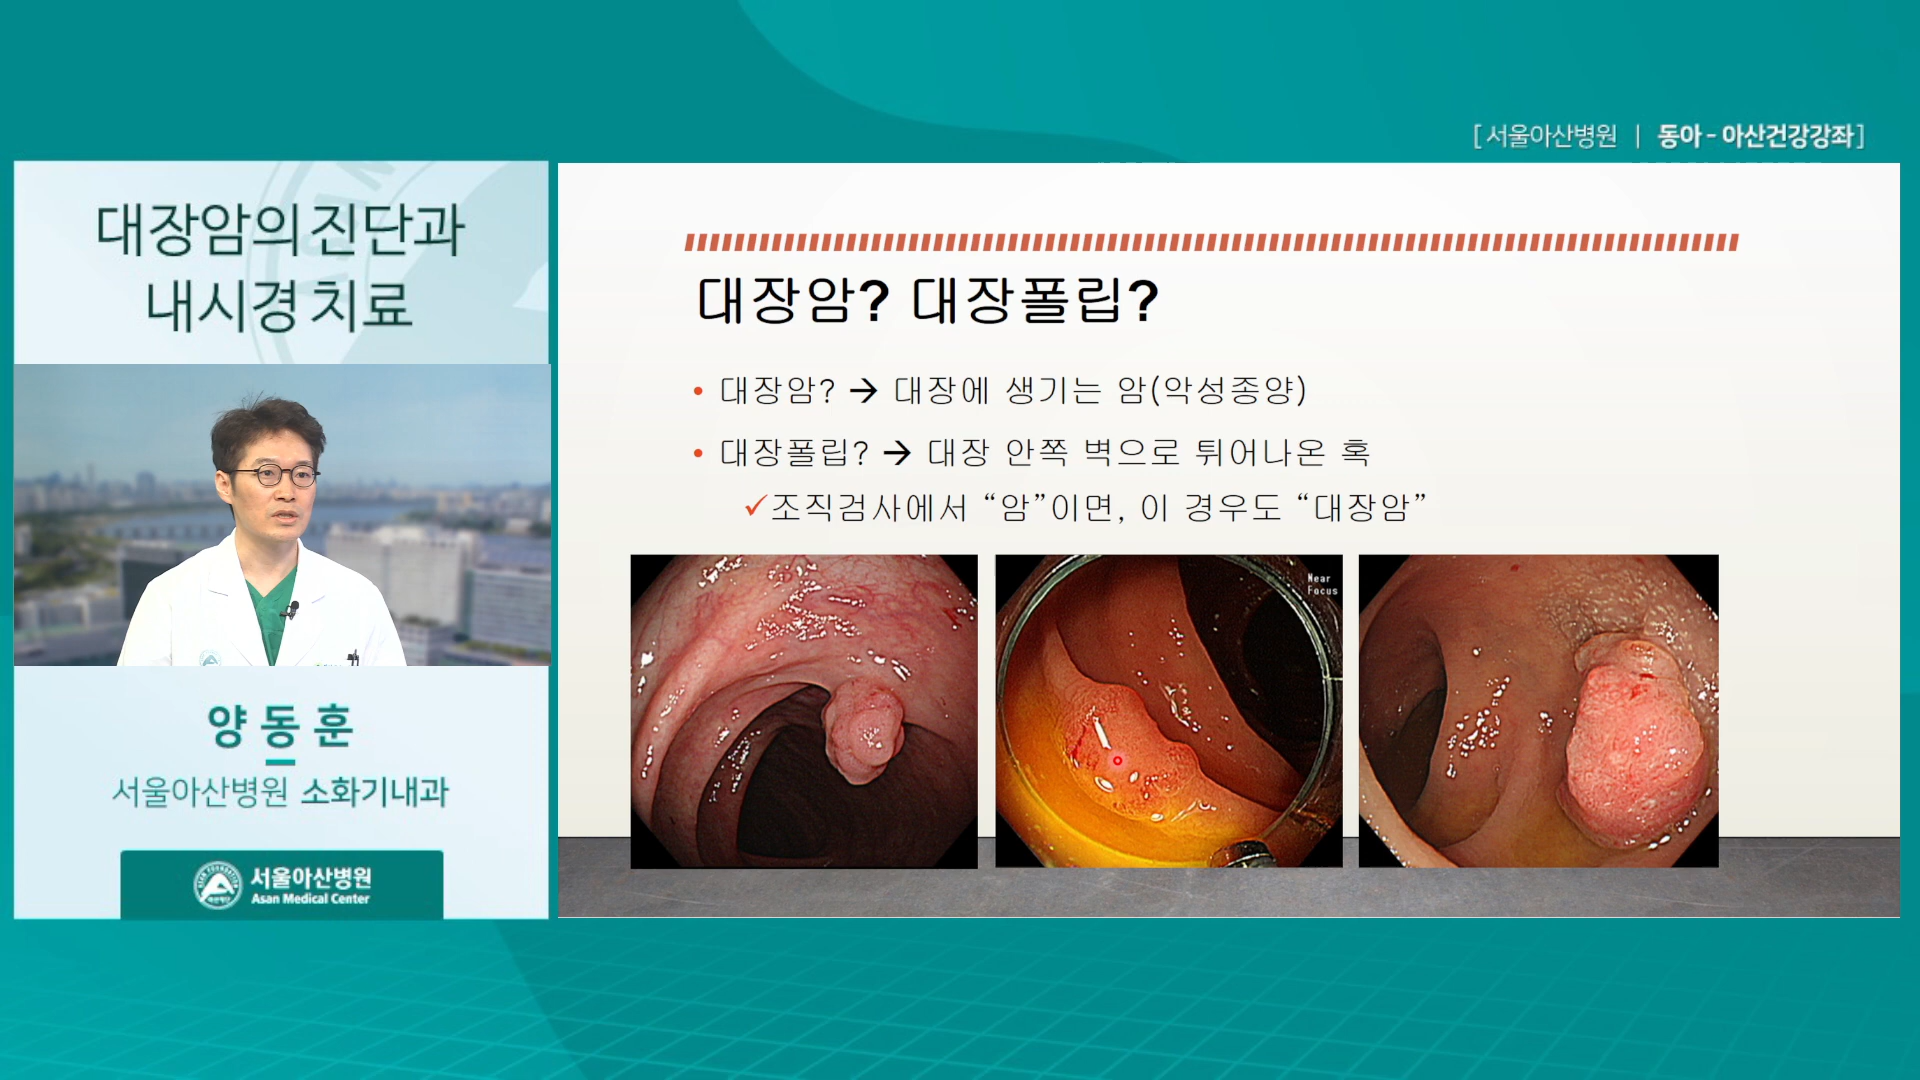 [ 서울아산병원 | 동아 - 아산건강강좌 ]
대장암의 진단과
내시경 치료
양동훈
서울아산병원 소화기내과
서울아산병원
Asan Medical Center
대장암? 대장폴립?
• 대장암? → 대장에 생기는 암(악성종양)
• 대장폴립? → 대장 안쪽 벽으로 튀어나온 혹
✓조직검사에서 “암”이면, 이 경우도 “대장암”
Near
Focus